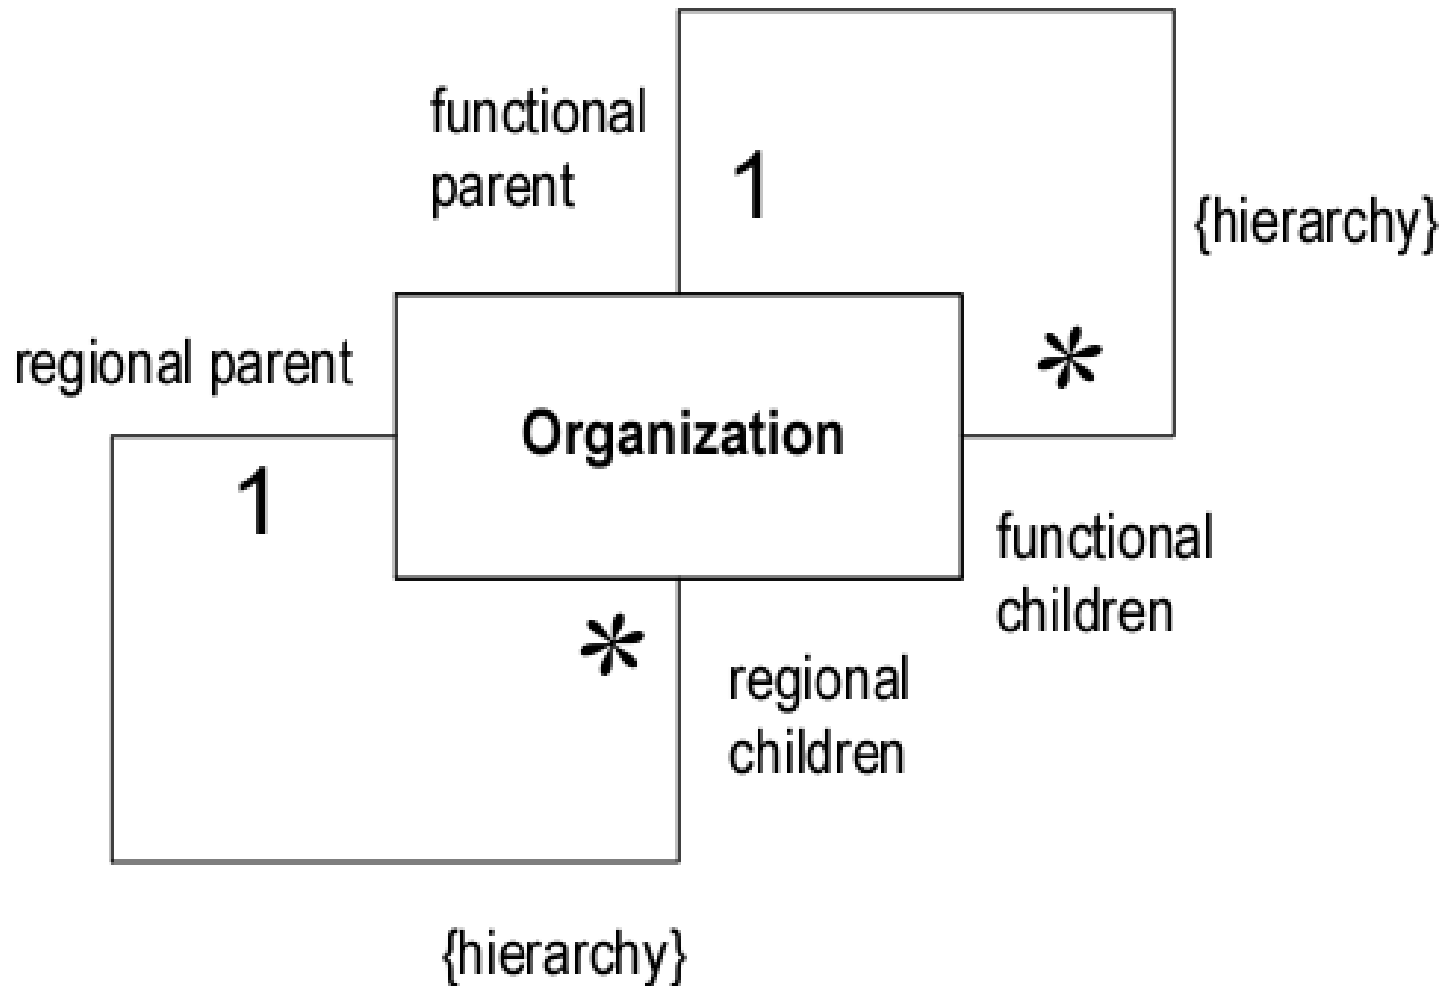 functional
parent
1
{hierarchy}
regional parent
*
Organization
1
functional
children
*
regional
children
{hierarchy}